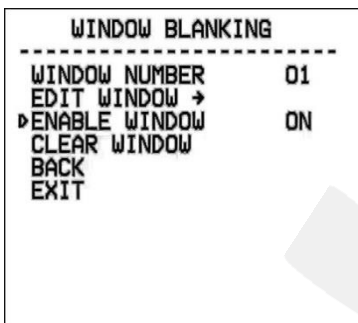 WINDOW BLANKING
WINDOW NUMBER 01
EDIT WINDOW →
ENABLE WINDOW ON
CLEAR WINDOW
BACK
EXIT